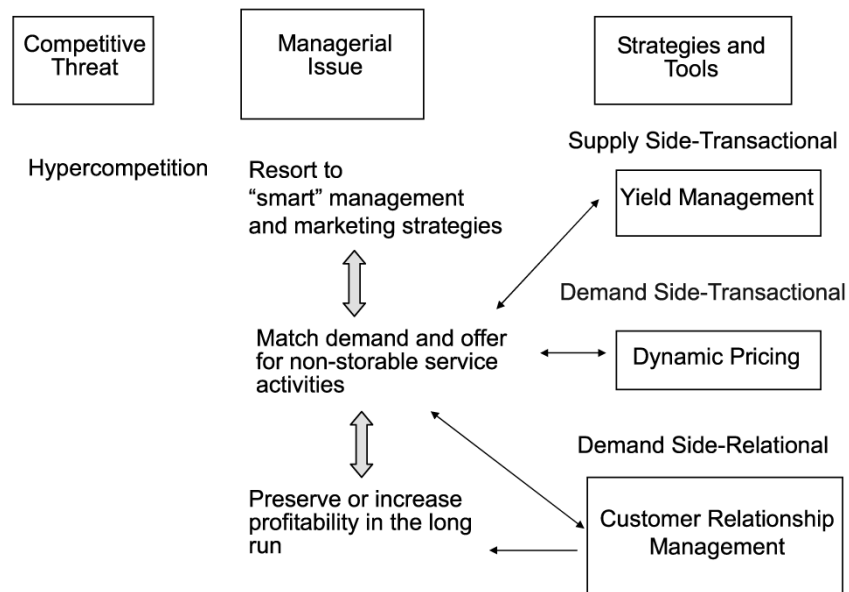 Competitive
Threat
Managerial
Issue
Strategies and
Tools
Hypercompetition
Resort to
“smart” management
and marketing strategies
Match demand and offer
for non-storable service
activities
Preserve or increase
profitability in the long
run
Supply Side-Transactional
Yield Management
Demand Side-Transactional
Dynamic Pricing
Demand Side-Relational
Customer Relationship
Management